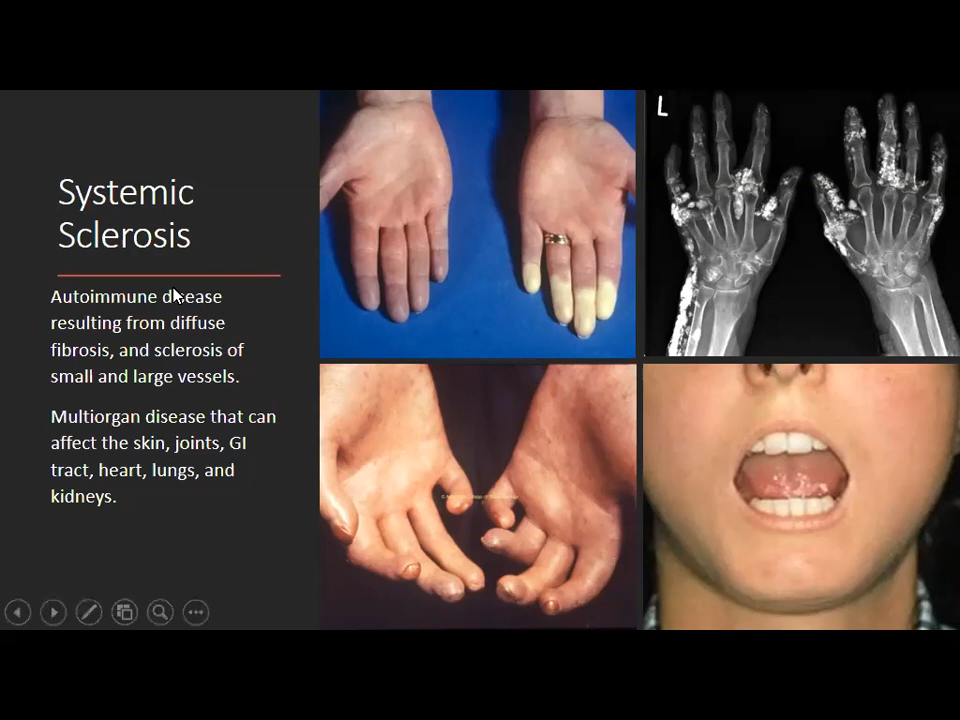 Systemic
Sclerosis
Autoimmune disease
resulting from diffuse
fibrosis, and sclerosis of
small and large vessels.
Multiorgan disease that can
affect the skin, joints, GI
tract, heart, lungs, and
kidneys.
L